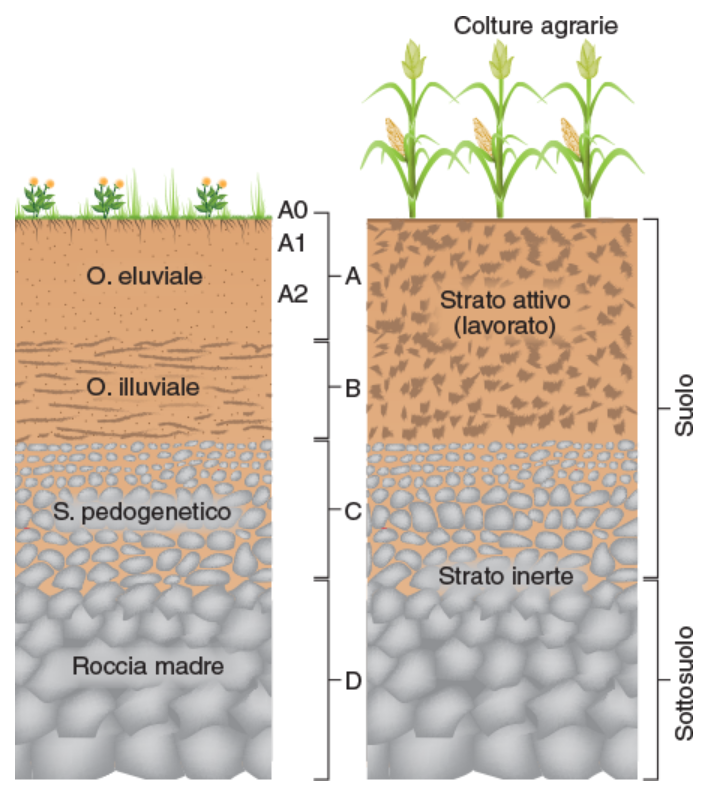 Colture agrarie
A0
A1
A2
A
B
C
D
O. eluviale
O. illuviale
S. pedogenetico
Roccia madre
Strato attivo
(lavorato)
Strato inerte
Suolo
Sottosuolo